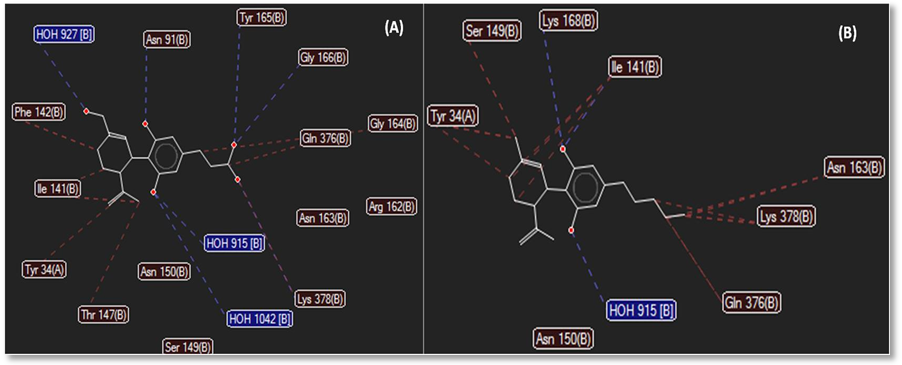 (A)
Tyr 165(B)
HOH 927 [B]
Asn 91(B)
Gly 166(B)
Phe 142(B)
Gly 164(B)
Gln 376(B)
Ile 141(B)
Arg 162(B)
Asn 163(B)
HOH 915 [B]
Tyr 34(A)
Asn 150(B)
Lys 378(B)
Thr 147(B)
HOH 1042 [B]
Ser 149(B)
(B)
Lys 168(B)
Ser 149(B)
Ile 141(B)
Tyr 34(A)
Asn 163(B)
Lys 378(B)
Gln 376(B)
HOH 915 [B]
Asn 150(B)